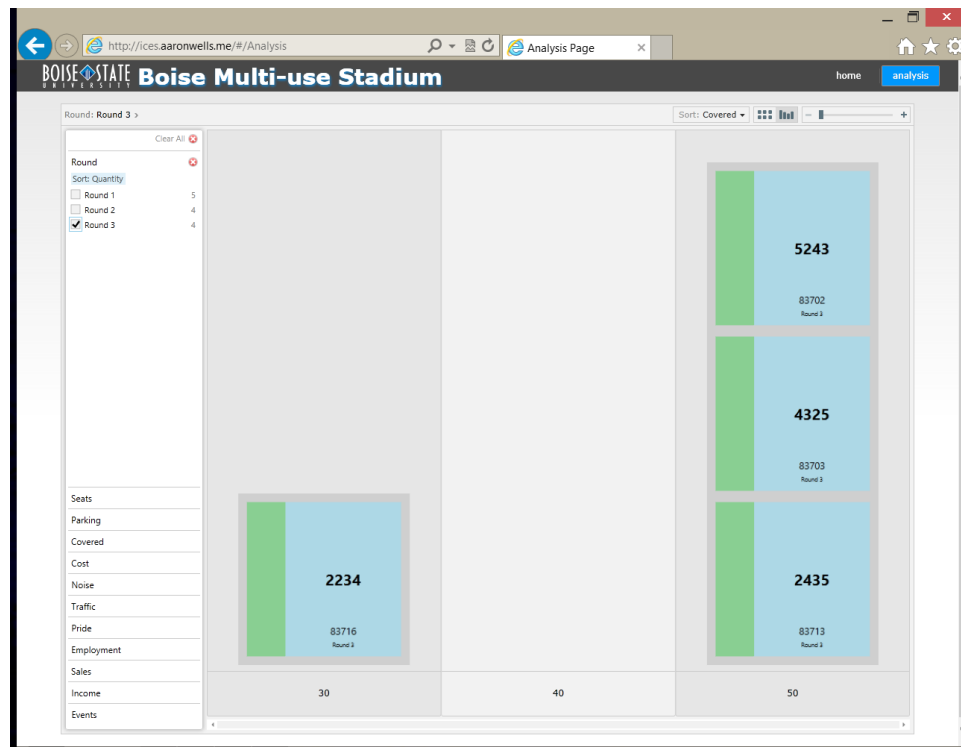 http://ices.aaronwells.me/#/Analysis
Analysis Page
BOISE STATE
UNIVERSITY
Boise Multi-use Stadium
home
analysis
Round: Round 3 >
Sort: Covered
Clear All
Round
Sort: Quantity
Round 1 5
Round 2 4
Round 3 4
Seats
Parking
Covered
Cost
Noise
Traffic
Pride
Employment
Sales
Income
Events
5243
83702
Round 3
4325
83703
Round 3
2234
83716
Round 3
2435
83713
Round 3
30
40
50